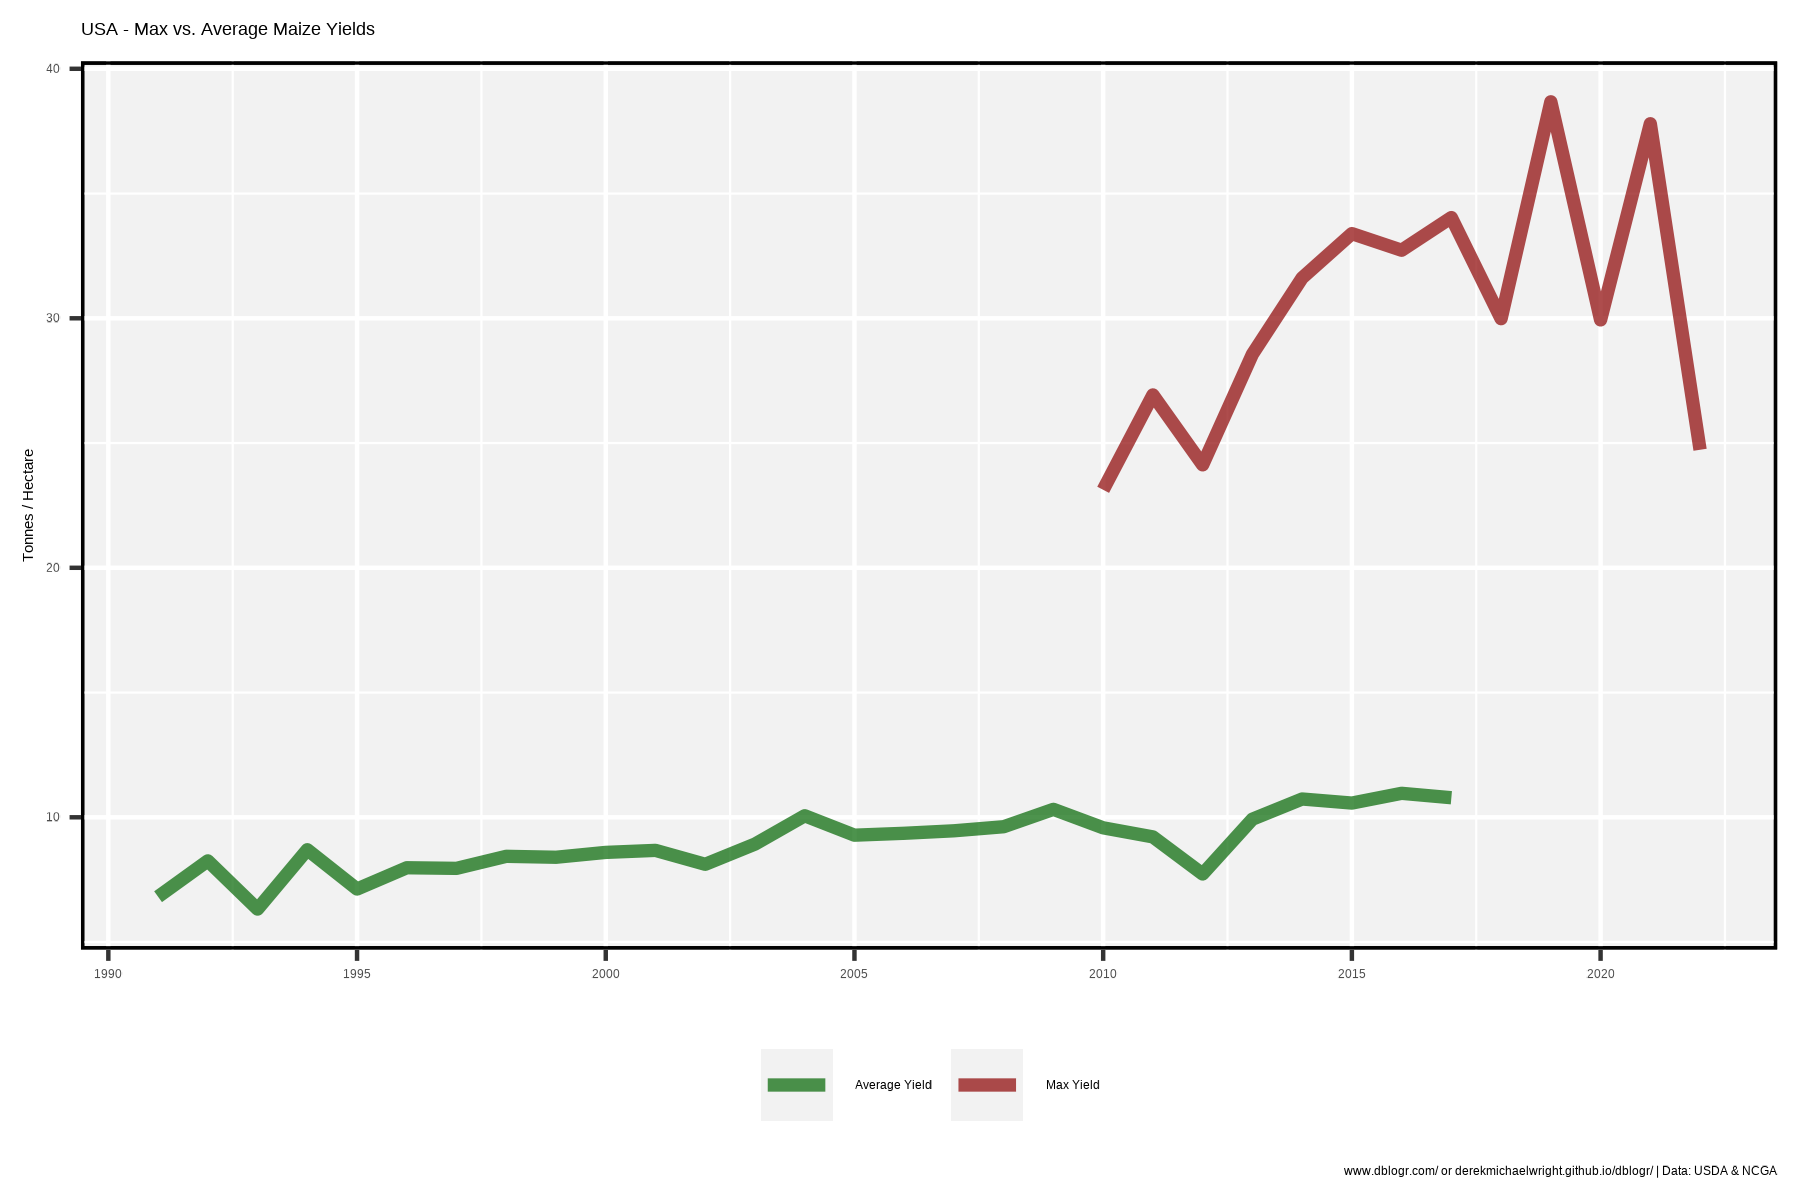 USA - Max vs. Average Maize Yields
Tonnes / Hectare
40
30
20
10
1990 1995 2000 2005 2010 2015 2020
Average Yield Max Yield
www.dblogr.com/ or derekmichaelwright.github.io/dblogr/ | Data: USDA & NCGA